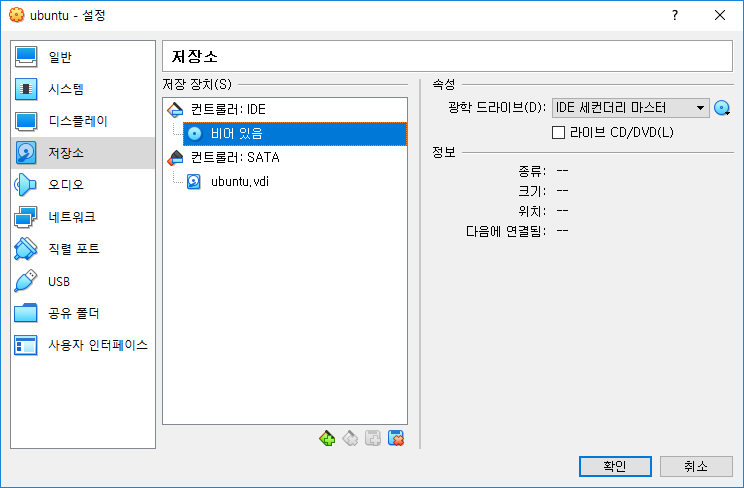 ubuntu - 설정
?
일반
시스템
디스플레이
저장소
오디오
네트워크
직렬 포트
USB
공유 폴더
사용자 인터페이스
저장소
저장 장치(S)
컨트롤러: IDE
비어 있음
컨트롤러: SATA
ubuntu.vdi
속성
광학 드라이브(D): IDE 세컨더리 마스터
라이브 CD/DVD(L)
정보
종류: --
크기: --
위치: --
다음에 연결됨: --
확인
취소